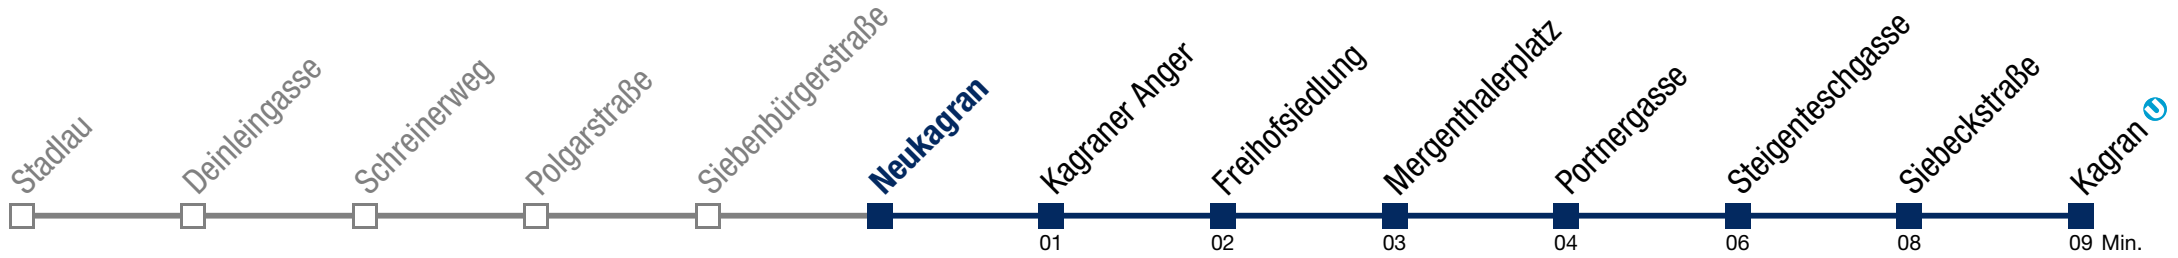 Stadlau
Deinleingasse
Schreinerweg
Polgarstraße
Siebenbürgerstraße
Neukagran
Kagraner Anger
Freihofsiedlung
Mergenthalerplatz
Portnergasse
Steigenteschgasse
Siebeckstraße
Kagran U
01 02 03 04 06 08 09 Min.